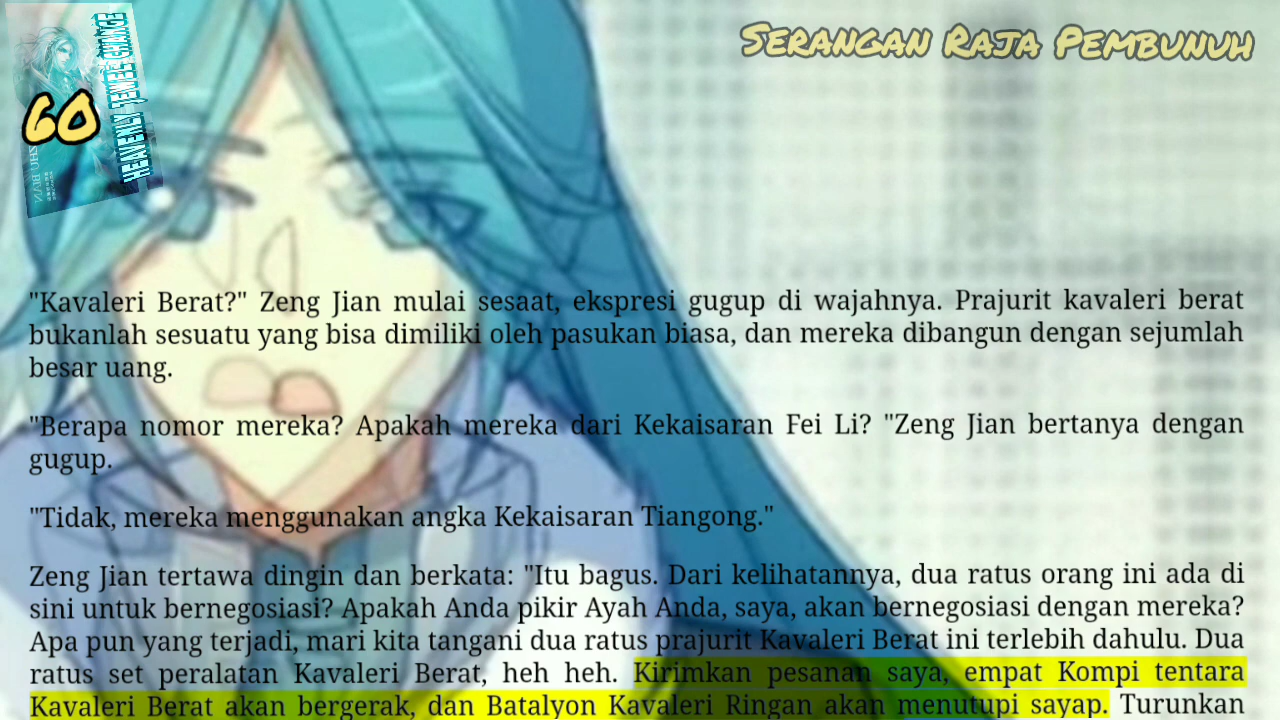 Serangan Raja Pembunuh
60
HEAVENLY JEWEL CHANGE
"Kavaleri Berat?" Zeng Jian mulai sesaat, ekspresi gugup di wajahnya. Prajurit kavaleri berat
bukanlah sesuatu yang bisa dimiliki oleh pasukan biasa, dan mereka dibangun dengan sejumlah
besar uang.
"Berapa nomor mereka? Apakah mereka dari Kekaisaran Fei Li? "Zeng Jian bertanya dengan
gugup.
"Tidak, mereka menggunakan angka Kekaisaran Tiangong."
Zeng Jian tertawa dingin dan berkata: "Itu bagus. Dari kelihatannya, dua ratus orang ini ada di
sini untuk bernegosiasi? Apakah Anda pikir Ayah Anda, saya, akan bernegosiasi dengan mereka?
Apa pun yang terjadi, mari kita tangani dua ratus prajurit Kavaleri Berat ini terlebih dahulu. Dua
ratus set peralatan Kavaleri Berat, heh heh. Kirimkan pesanan saya, empat Kompi tentara
Kavaleri Berat akan bergerak, dan Batalyon Kavaleri Ringan akan menutupi sayap. Turunkan